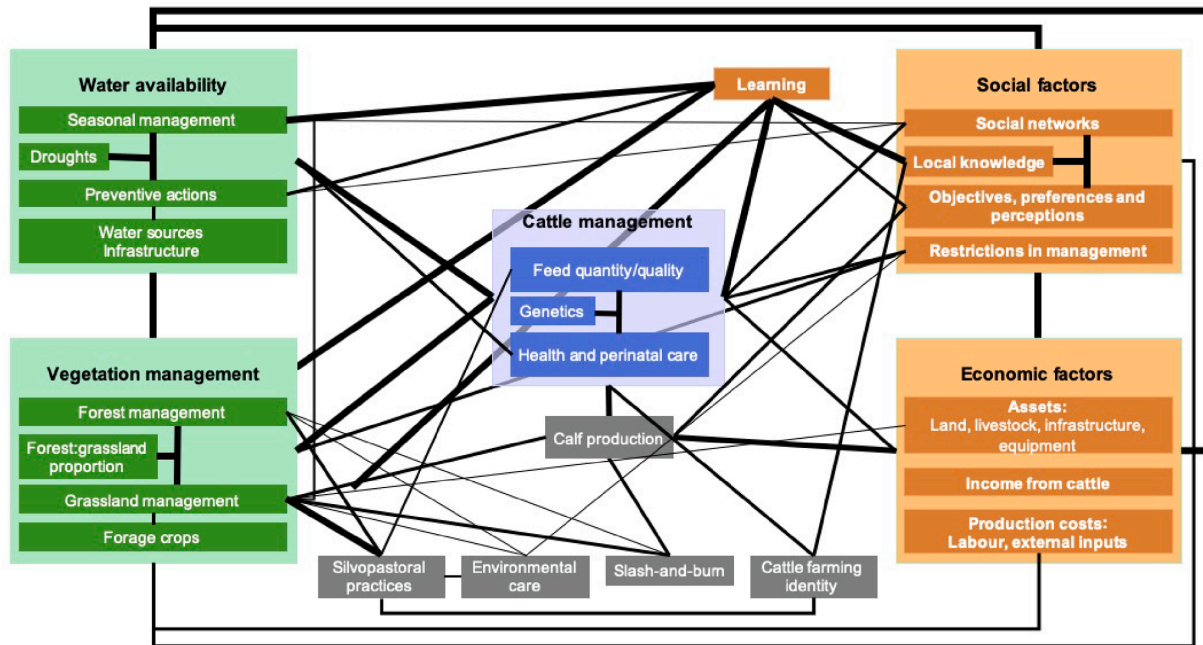 Water availability
Seasonal management
Droughts
Preventive actions
Water sources
Infrastructure
Learning
Social factors
Social networks
Local knowledge
Objectives, preferences and
perceptions
Restrictions in management
Cattle management
Feed quantity/quality
Genetics
Health and perinatal care
Vegetation management
Forest management
Forest:grassland
proportion
Grassland management
Forage crops
Calf production
Economic factors
Assets:
Land, livestock, infrastructure,
equipment
Income from cattle
Production costs:
Labour, external inputs
Silvopastoral
practices
Environmental
care
Slash-and-burn
Cattle farming
identity